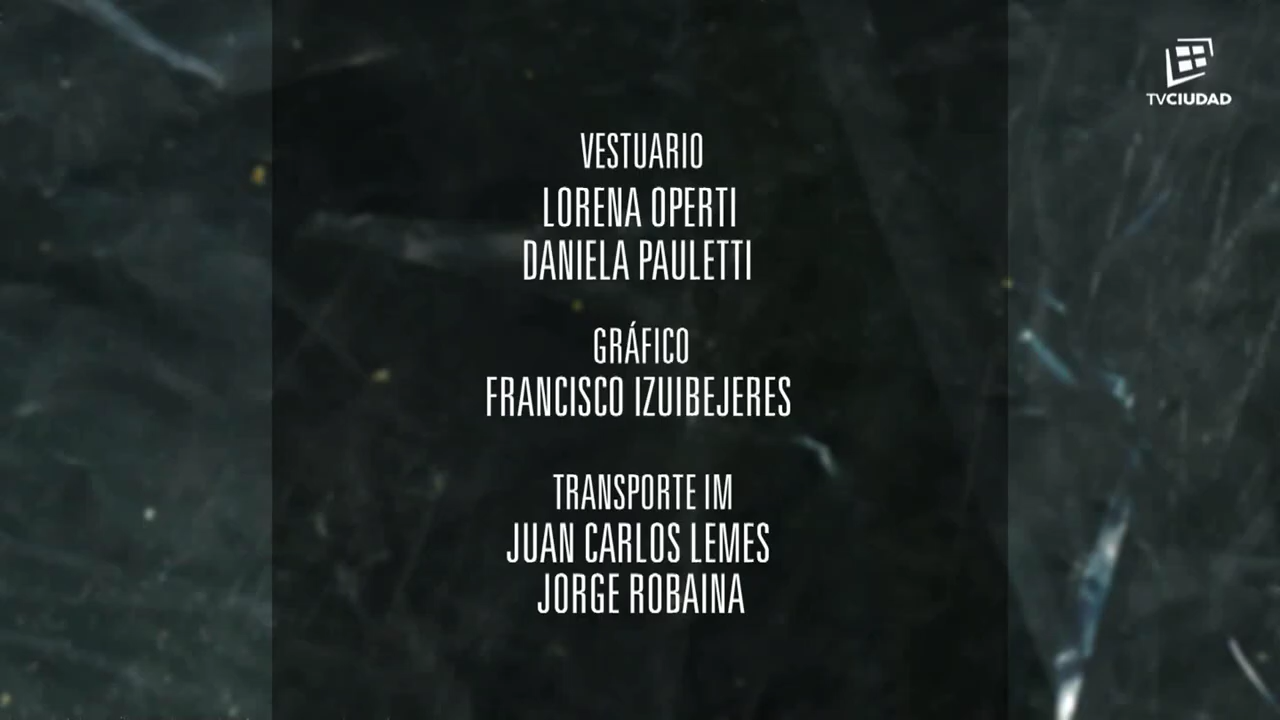 TVCIUDAD
VESTUARIO
LORENA OPERTI
DANIELA PAULETTI
GRÁFICO
FRANCISCO IZUIBEJERES
TRANSPORTE IM
JUAN CARLOS LEMES
JORGE ROBAINA